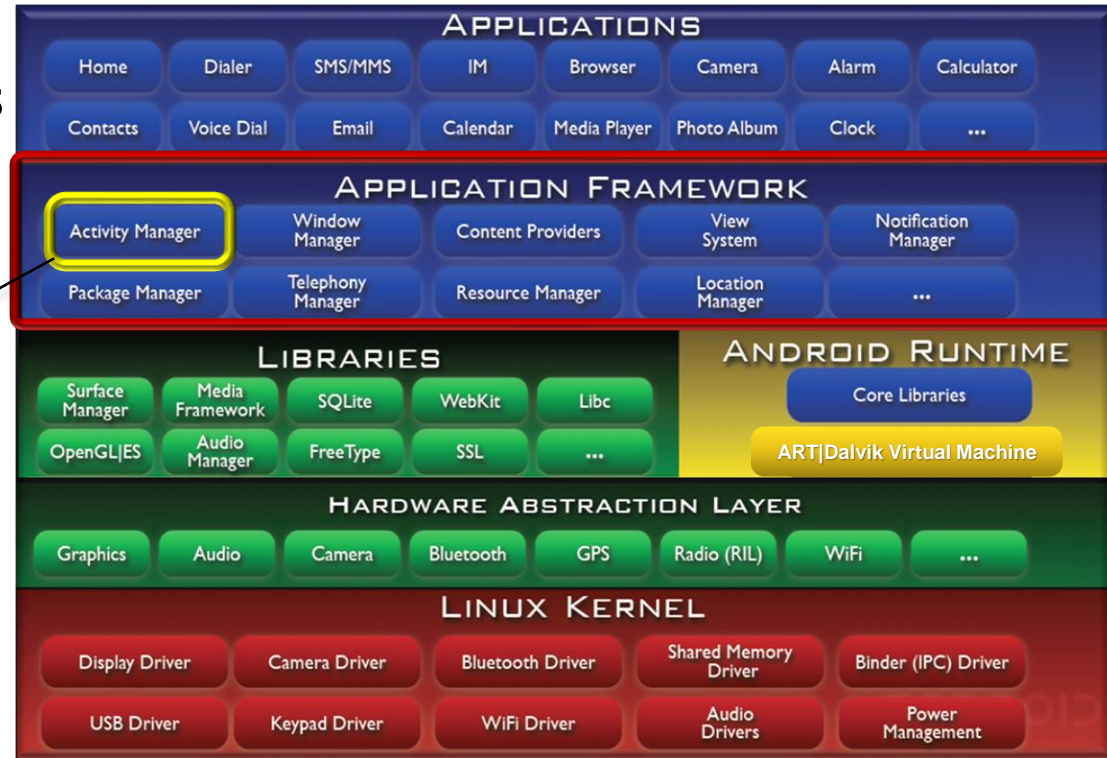 APPLICATIONS
Home Dialer SMS/MMS IM Browser Camera Alarm Calculator
Contacts Voice Dial Email Calendar Media Player Photo Album Clock ...
APPLICATION FRAMEWORK
Activity Manager Window Manager Content Providers View System Notification Manager
Package Manager Telephony Manager Resource Manager Location Manager ...
LIBRARIES
Surface Manager Media Framework SQLite WebKit Libc
OpenGL|ES Audio Manager FreeType SSL ...
ANDROID RUNTIME
Core Libraries
ART|Dalvik Virtual Machine
HARDWARE ABSTRACTION LAYER
Graphics Audio Camera Bluetooth GPS Radio (RIL) WiFi ...
LINUX KERNEL
Display Driver Camera Driver Bluetooth Driver Shared Memory Driver Binder (IPC) Driver
USB Driver Keypad Driver WiFi Driver Audio Drivers Power Management